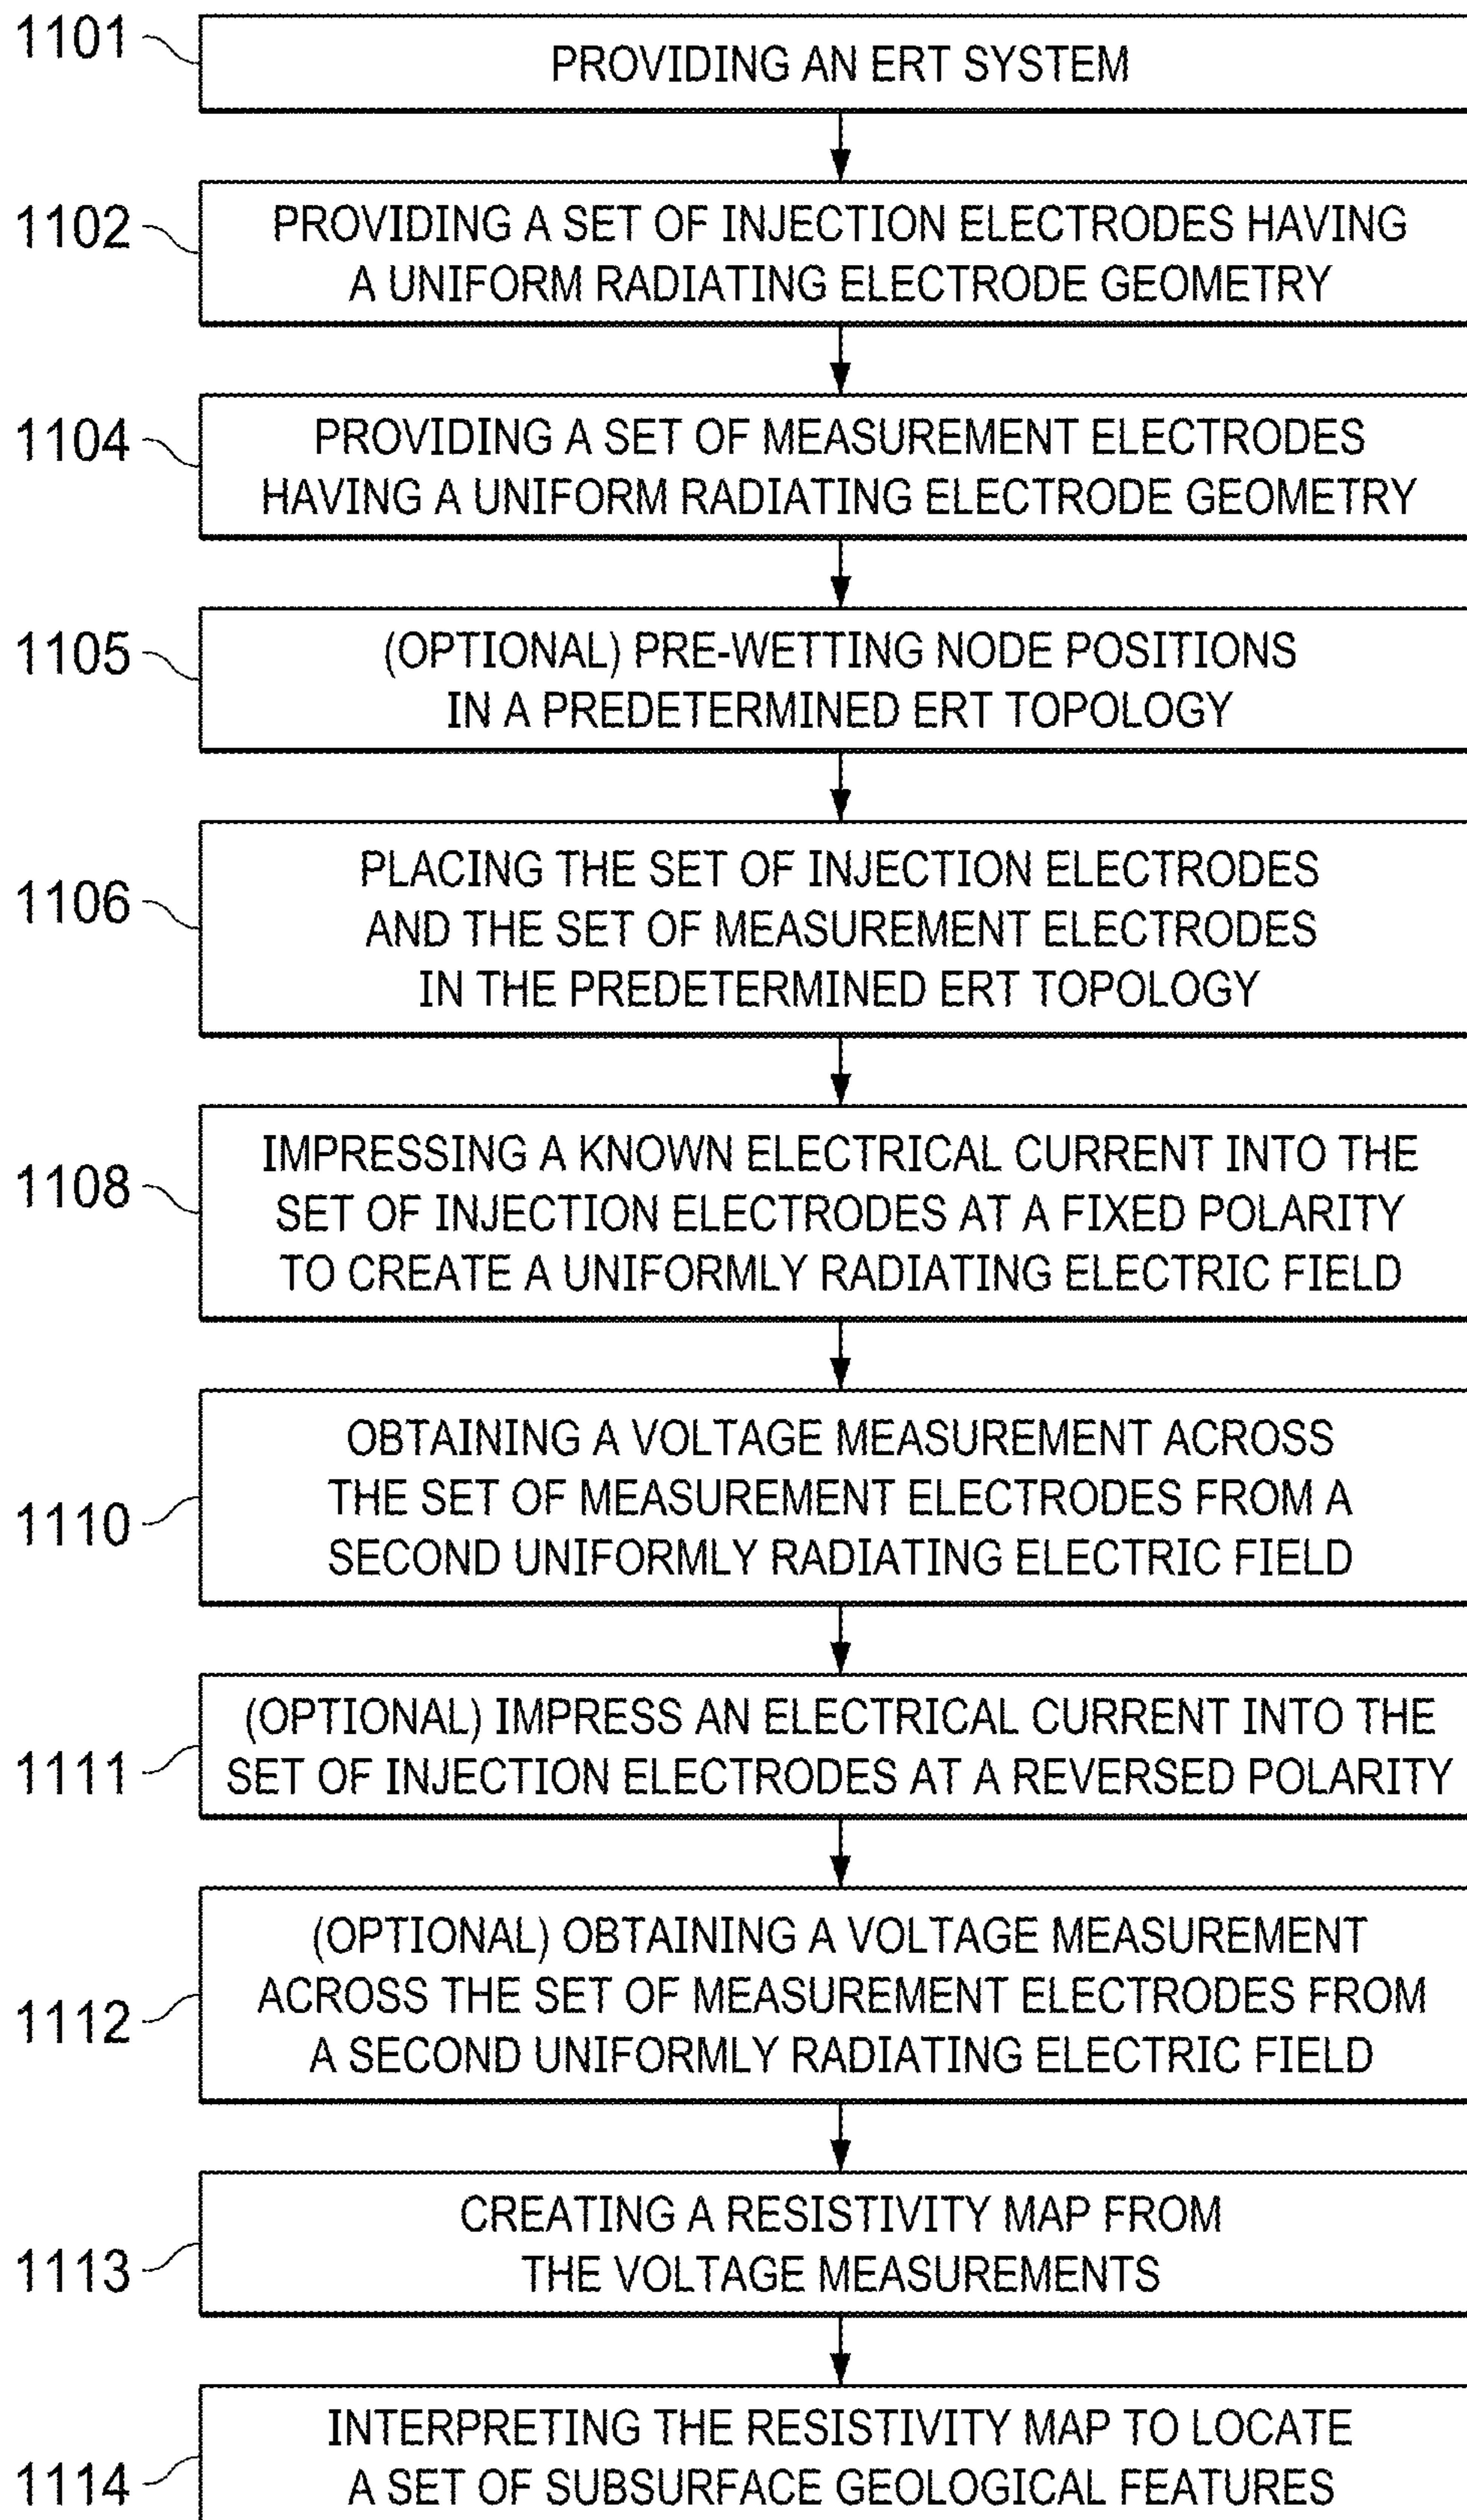 1101
PROVIDING AN ERT SYSTEM
1102
PROVIDING A SET OF INJECTION ELECTRODES HAVING
A UNIFORM RADIATING ELECTRODE GEOMETRY
1104
PROVIDING A SET OF MEASUREMENT ELECTRODES
HAVING A UNIFORM RADIATING ELECTRODE GEOMETRY
1105
(OPTIONAL) PRE-WETTING NODE POSITIONS
IN A PREDETERMINED ERT TOPOLOGY
1106
PLACING THE SET OF INJECTION ELECTRODES
AND THE SET OF MEASUREMENT ELECTRODES
IN THE PREDETERMINED ERT TOPOLOGY
1108
IMPRESSING A KNOWN ELECTRICAL CURRENT INTO THE
SET OF INJECTION ELECTRODES AT A FIXED POLARITY
TO CREATE A UNIFORMLY RADIATING ELECTRIC FIELD
1110
OBTAINING A VOLTAGE MEASUREMENT ACROSS
THE SET OF MEASUREMENT ELECTRODES FROM A
SECOND UNIFORMLY RADIATING ELECTRIC FIELD
1111
(OPTIONAL) IMPRESS AN ELECTRICAL CURRENT INTO THE
SET OF INJECTION ELECTRODES AT A REVERSED POLARITY
1112
(OPTIONAL) OBTAINING A VOLTAGE MEASUREMENT
ACROSS THE SET OF MEASUREMENT ELECTRODES FROM
A SECOND UNIFORMLY RADIATING ELECTRIC FIELD
1113
CREATING A RESISTIVITY MAP FROM
THE VOLTAGE MEASUREMENTS
1114
INTERPRETING THE RESISTIVITY MAP TO LOCATE
A SET OF SUBSURFACE GEOLOGICAL FEATURES